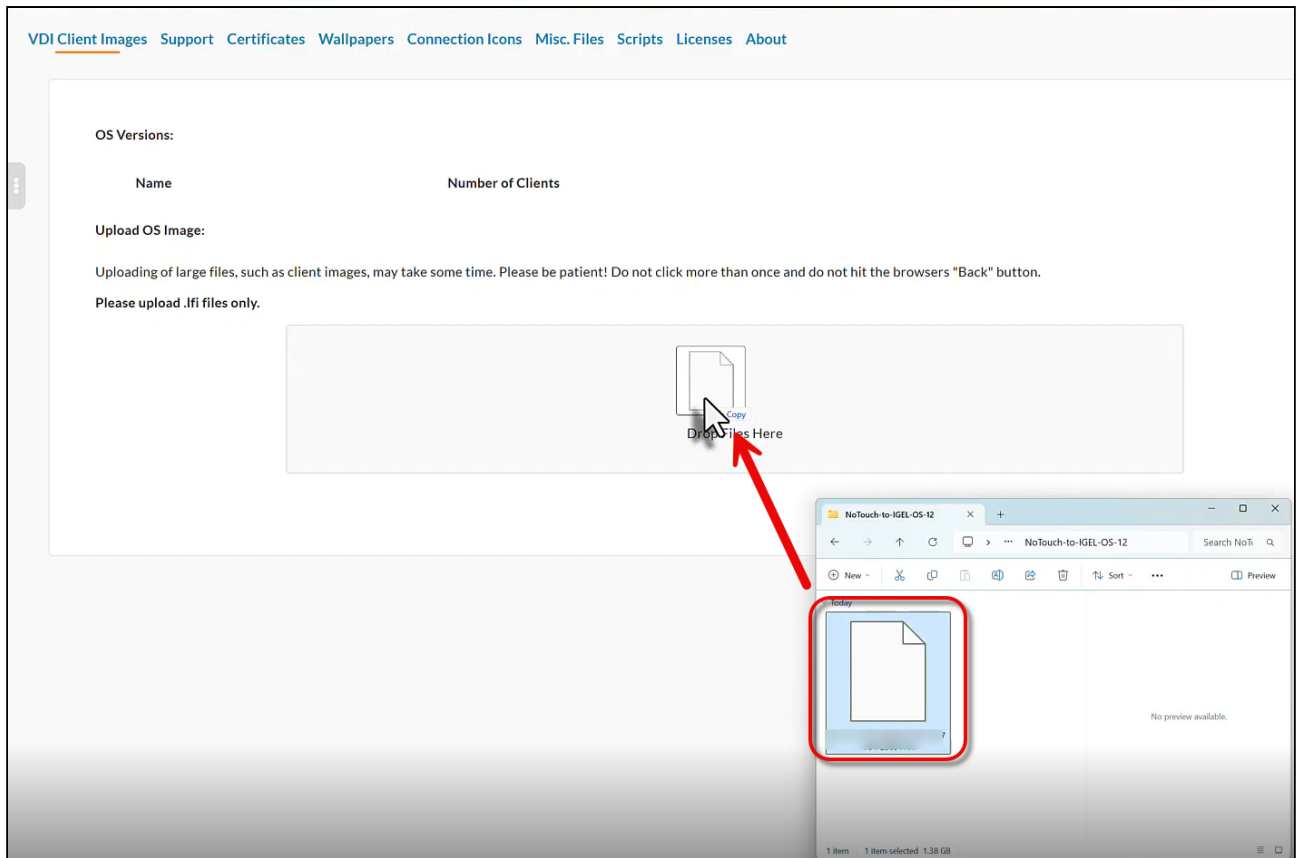 VDI Client Images Support Certificates Wallpapers Connection Icons Misc. Files Scripts Licenses About
OS Versions:
Name Number of Clients
Upload OS Image:
Uploading of large files, such as client images, may take some time. Please be patient! Do not click more than once and do not hit the browsers "Back" button.
Please upload .lfi files only.
Copy
Drop Files Here
NoTouch-to-IGEL-OS-12
NoTouch-to-IGEL-OS-12 Search NoT
New Sort Preview
Today
7
No preview available.
1 item 1 item selected 1.38 GB